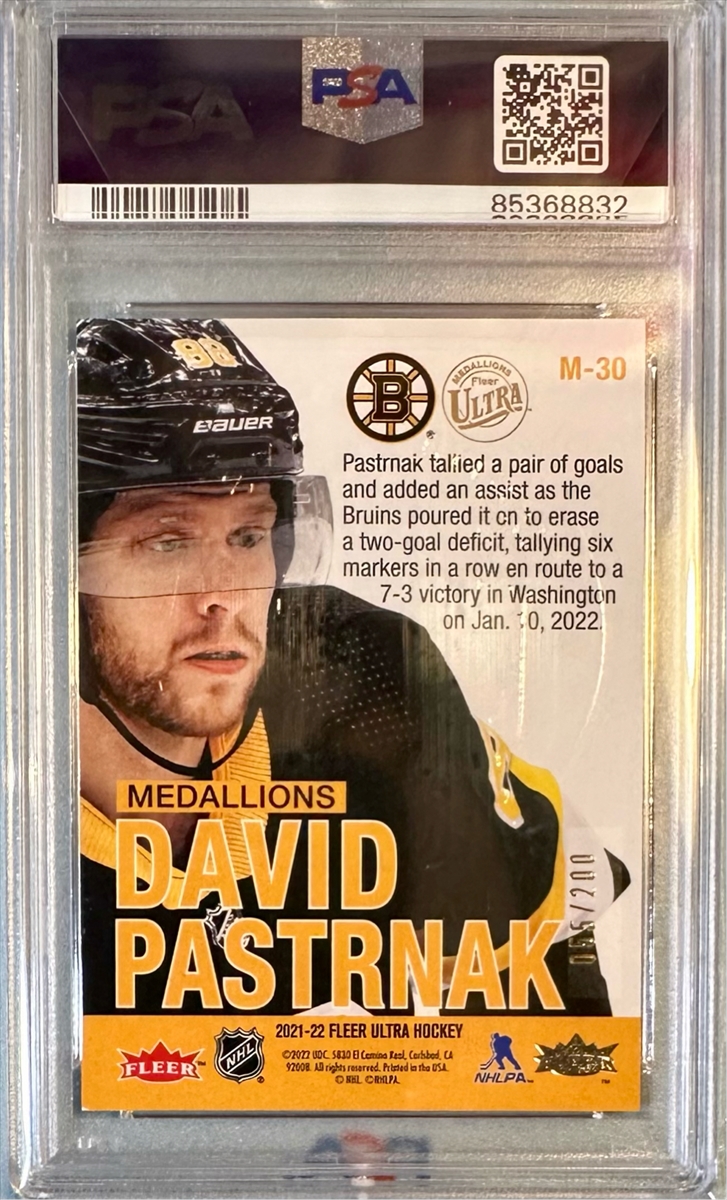 PSA
85368832
88
BAUER
B
MEDALLIONS
Fleer
ULTRA
M-30
Pastrnak tallied a pair of goals
and added an assist as the
Bruins poured it on to erase
a two-goal deficit, tallying six
markers in a row en route to a
7-3 victory in Washington
on Jan. 10, 2022.
MEDALLIONS
DAVID
PASTRNAK
055/200
2021-22 FLEER ULTRA HOCKEY
FLEER™
NHL
©2022 UDC. 5830 El Camino Real, Carlsbad, CA
92008. All rights reserved. Printed in the USA.
© NHL. ©NHLPA.
NHLPA™